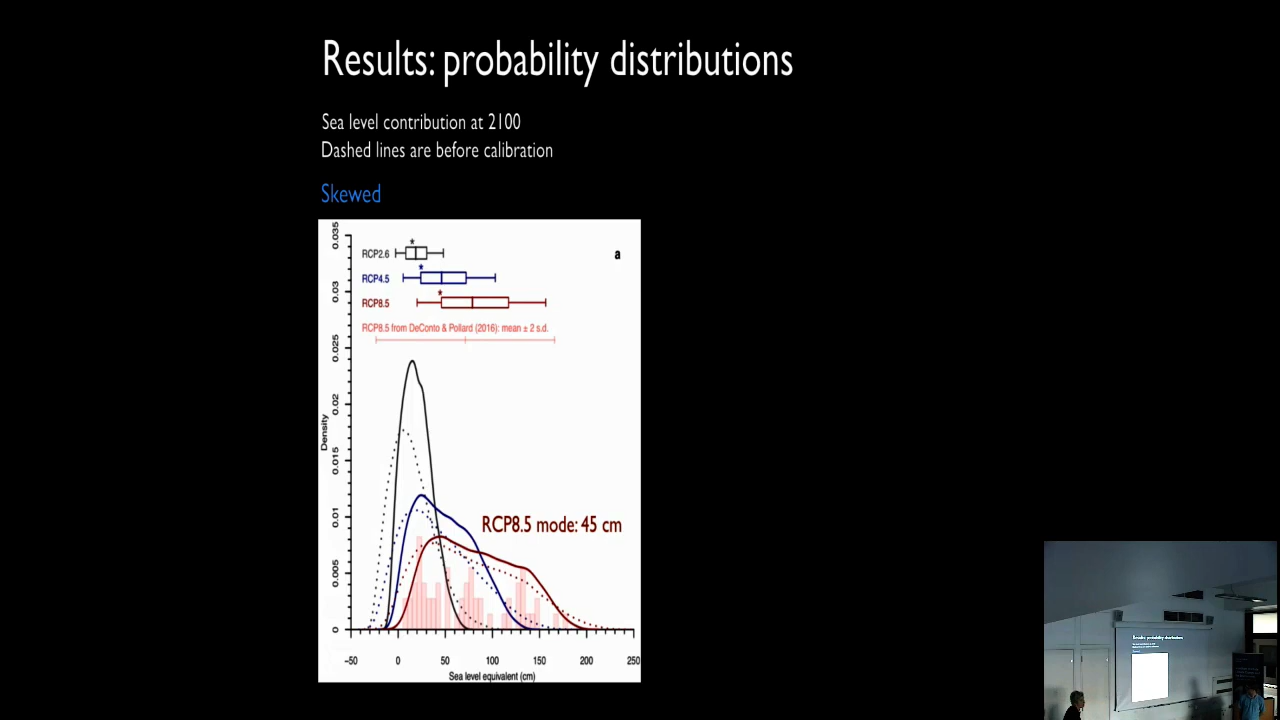 Results: probability distributions
Sea level contribution at 2100
Dashed lines are before calibration
Skewed
a
RCP2.6
*
RCP4.5
*
RCP8.5
*
RCP8.5 from DeConto & Pollard (2016): mean ± 2 s.d.
RCP8.5 mode: 45 cm
Density
0.035
0.03
0.025
0.02
0.015
0.01
0.005
0
-50 0 50 100 150 200 250
Sea level equivalent (cm)
Results: probability distributions